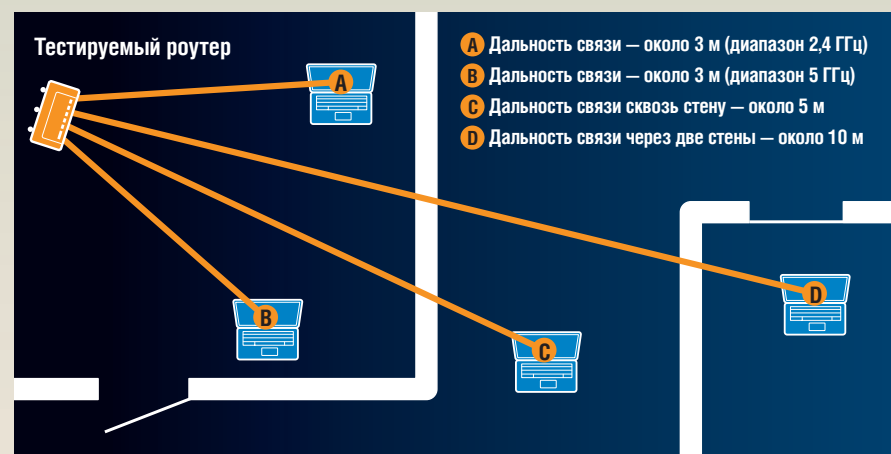 Тестируемый роутер
A Дальность связи — около 3 м (диапазон 2,4 ГГц)
B Дальность связи — около 3 м (диапазон 5 ГГц)
C Дальность связи сквозь стену — около 5 м
D Дальность связи через две стены — около 10 м
A
B
C
D